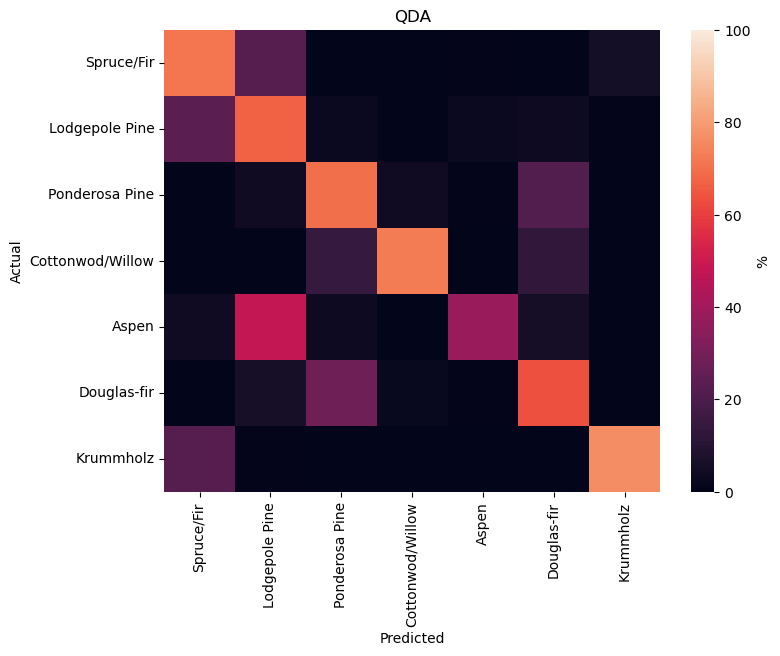 QDA
Spruce/Fir
Lodgepole Pine
Ponderosa Pine
Cottonwod/Willow
Aspen
Douglas-fir
Krummholz
Actual
Spruce/Fir
Lodgepole Pine
Ponderosa Pine
Cottonwod/Willow
Aspen
Douglas-fir
Krummholz
Predicted
100
80
60
40
20
0
%